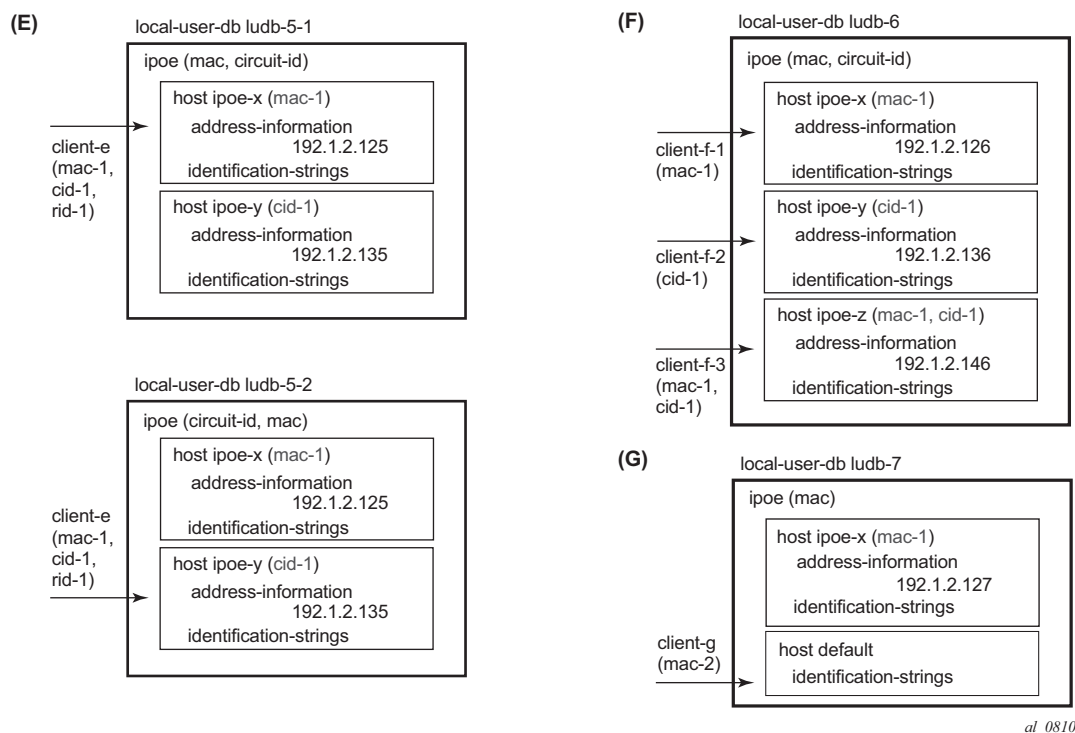 (E)
local-user-db ludb-5-1
ipoe (mac, circuit-id)
host ipoe-x (mac-1)
address-information
192.1.2.125
identification-strings
host ipoe-y (cid-1)
address-information
192.1.2.135
identification-strings
client-e
(mac-1,
cid-1,
rid-1)
local-user-db ludb-5-2
ipoe (circuit-id, mac)
host ipoe-x (mac-1)
address-information
192.1.2.125
identification-strings
host ipoe-y (cid-1)
address-information
192.1.2.135
identification-strings
client-e
(mac-1,
cid-1,
rid-1)
(F)
local-user-db ludb-6
ipoe (mac, circuit-id)
host ipoe-x (mac-1)
address-information
192.1.2.126
identification-strings
client-f-1
(mac-1)
host ipoe-y (cid-1)
address-information
192.1.2.136
identification-strings
client-f-2
(cid-1)
host ipoe-z (mac-1, cid-1)
address-information
192.1.2.146
identification-strings
client-f-3
(mac-1,
cid-1)
(G)
local-user-db ludb-7
ipoe (mac)
host ipoe-x (mac-1)
address-information
192.1.2.127
identification-strings
host default
identification-strings
client-g
(mac-2)
al_0810